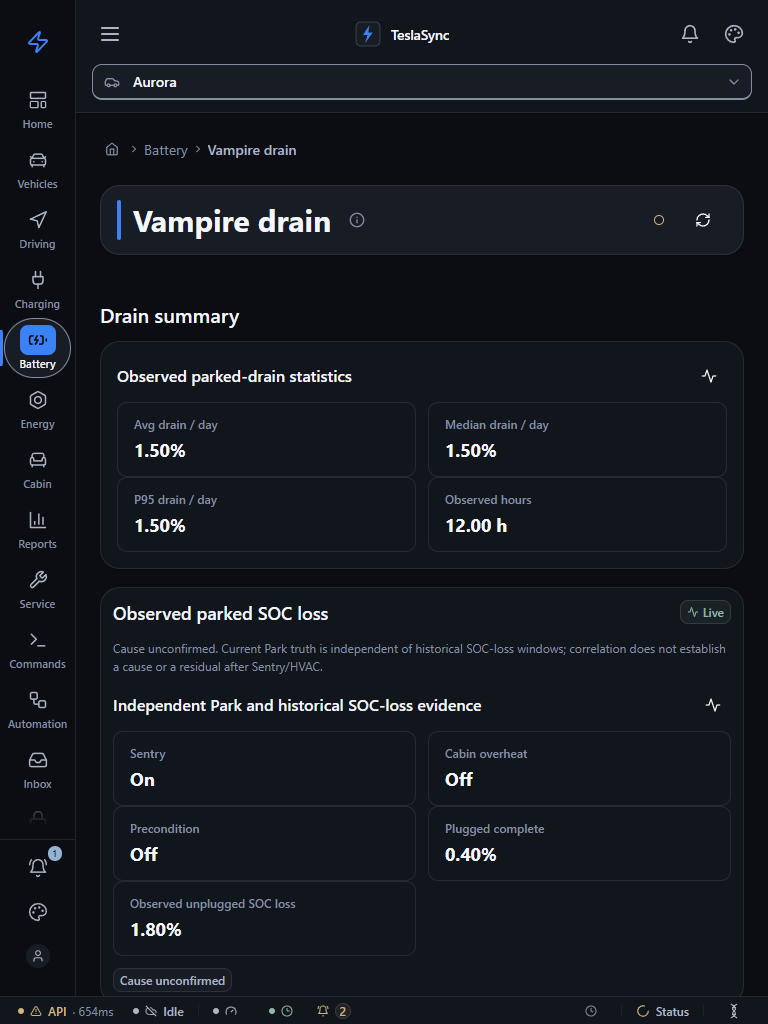 TeslaSync
Aurora
Home
Vehicles
Driving
Charging
Battery
Energy
Cabin
Reports
Service
Commands
Automation
Inbox
1
Battery
Vampire drain
Vampire drain
Drain summary
Observed parked-drain statistics
Avg drain / day
1.50%
Median drain / day
1.50%
P95 drain / day
1.50%
Observed hours
12.00 h
Observed parked SOC loss
Live
Cause unconfirmed. Current Park truth is independent of historical SOC-loss windows; correlation does not establish
a cause or a residual after Sentry/HVAC.
Independent Park and historical SOC-loss evidence
Sentry
On
Cabin overheat
Off
Precondition
Off
Plugged complete
0.40%
Observed unplugged SOC loss
1.80%
Cause unconfirmed
API · 654ms
Idle
2
Status